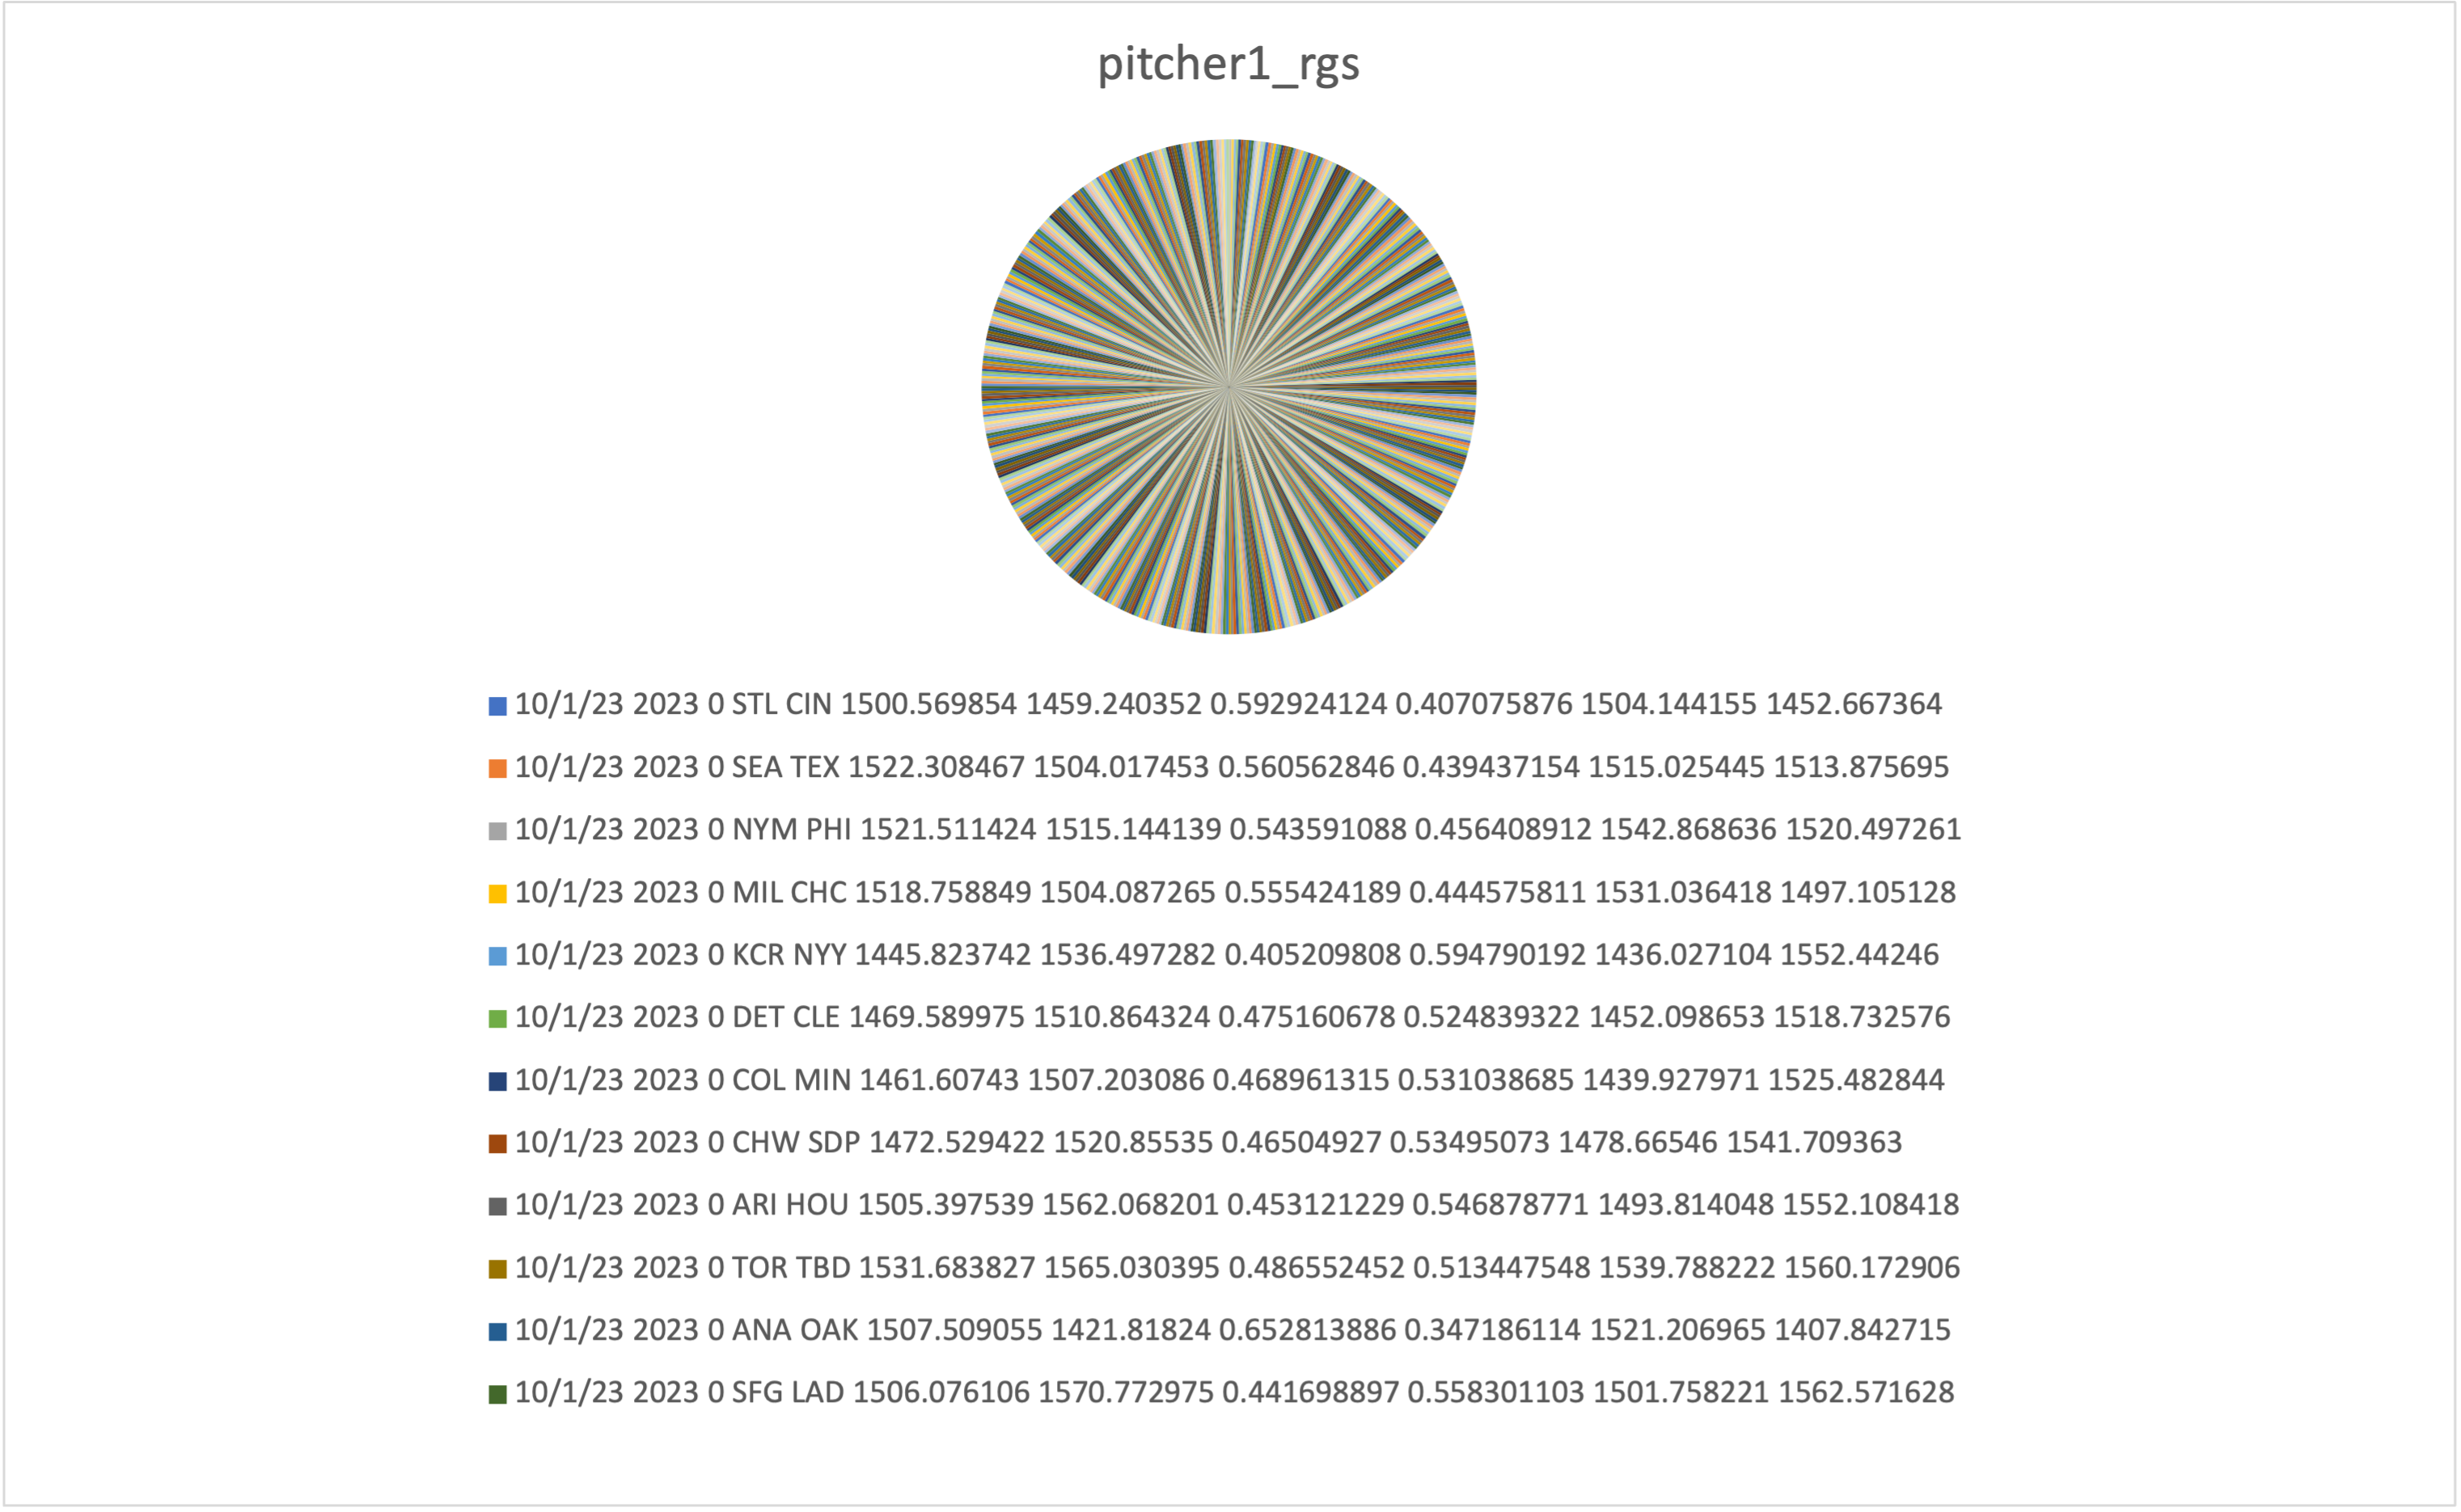 pitcher1_rgs
10/1/23 2023 0 STL CIN 1500.569854 1459.240352 0.592924124 0.407075876 1504.144155 1452.667364
10/1/23 2023 0 SEA TEX 1522.308467 1504.017453 0.560562846 0.439437154 1515.025445 1513.875695
10/1/23 2023 0 NYM PHI 1521.511424 1515.144139 0.543591088 0.456408912 1542.868636 1520.497261
10/1/23 2023 0 MIL CHC 1518.758849 1504.087265 0.555424189 0.444575811 1531.036418 1497.105128
10/1/23 2023 0 KCR NYY 1445.823742 1536.497282 0.405209808 0.594790192 1436.027104 1552.44246
10/1/23 2023 0 DET CLE 1469.589975 1510.864324 0.475160678 0.524839322 1452.098653 1518.732576
10/1/23 2023 0 COL MIN 1461.60743 1507.203086 0.468961315 0.531038685 1439.927971 1525.482844
10/1/23 2023 0 CHW SDP 1472.529422 1520.85535 0.46504927 0.53495073 1478.66546 1541.709363
10/1/23 2023 0 ARI HOU 1505.397539 1562.068201 0.453121229 0.546878771 1493.814048 1552.108418
10/1/23 2023 0 TOR TBD 1531.683827 1565.030395 0.486552452 0.513447548 1539.788222 1560.172906
10/1/23 2023 0 ANA OAK 1507.509055 1421.81824 0.652813886 0.347186114 1521.206965 1407.842715
10/1/23 2023 0 SFG LAD 1506.076106 1570.772975 0.441698897 0.558301103 1501.758221 1562.571628